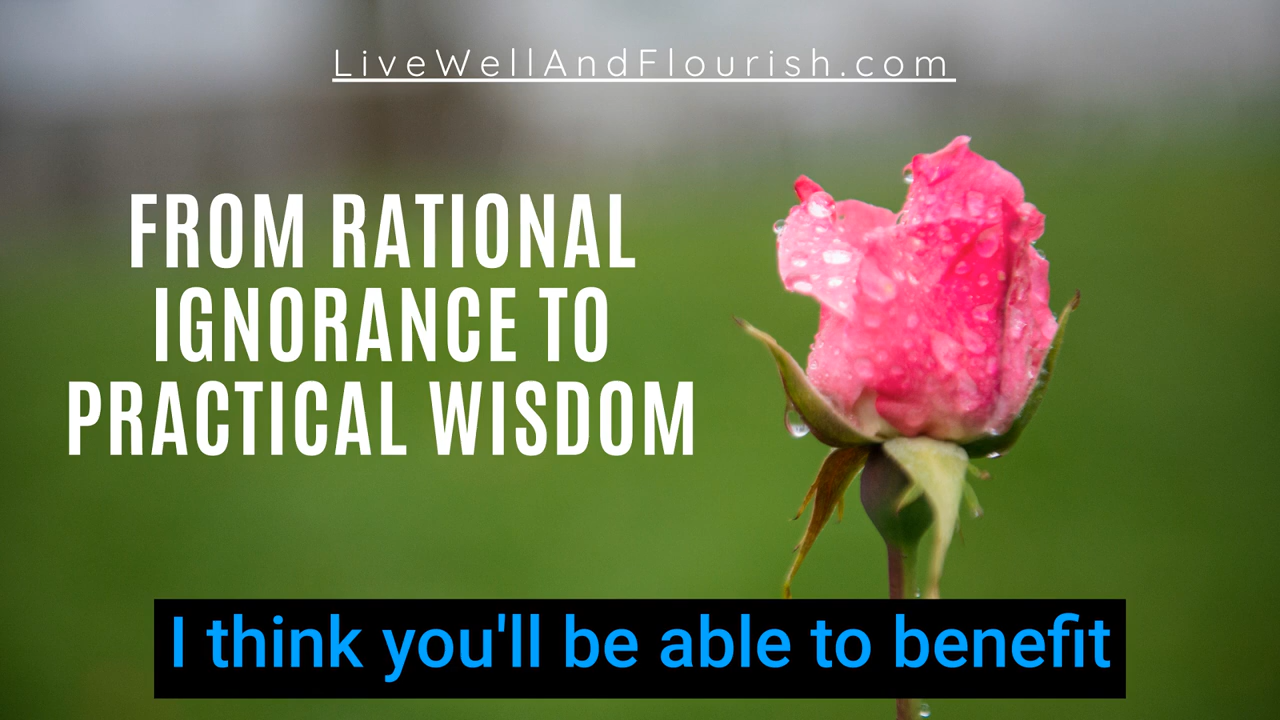 LiveWellAndFlourish.com
FROM RATIONAL
IGNORANCE TO
PRACTICAL WISDOM
I think you'll be able to benefit